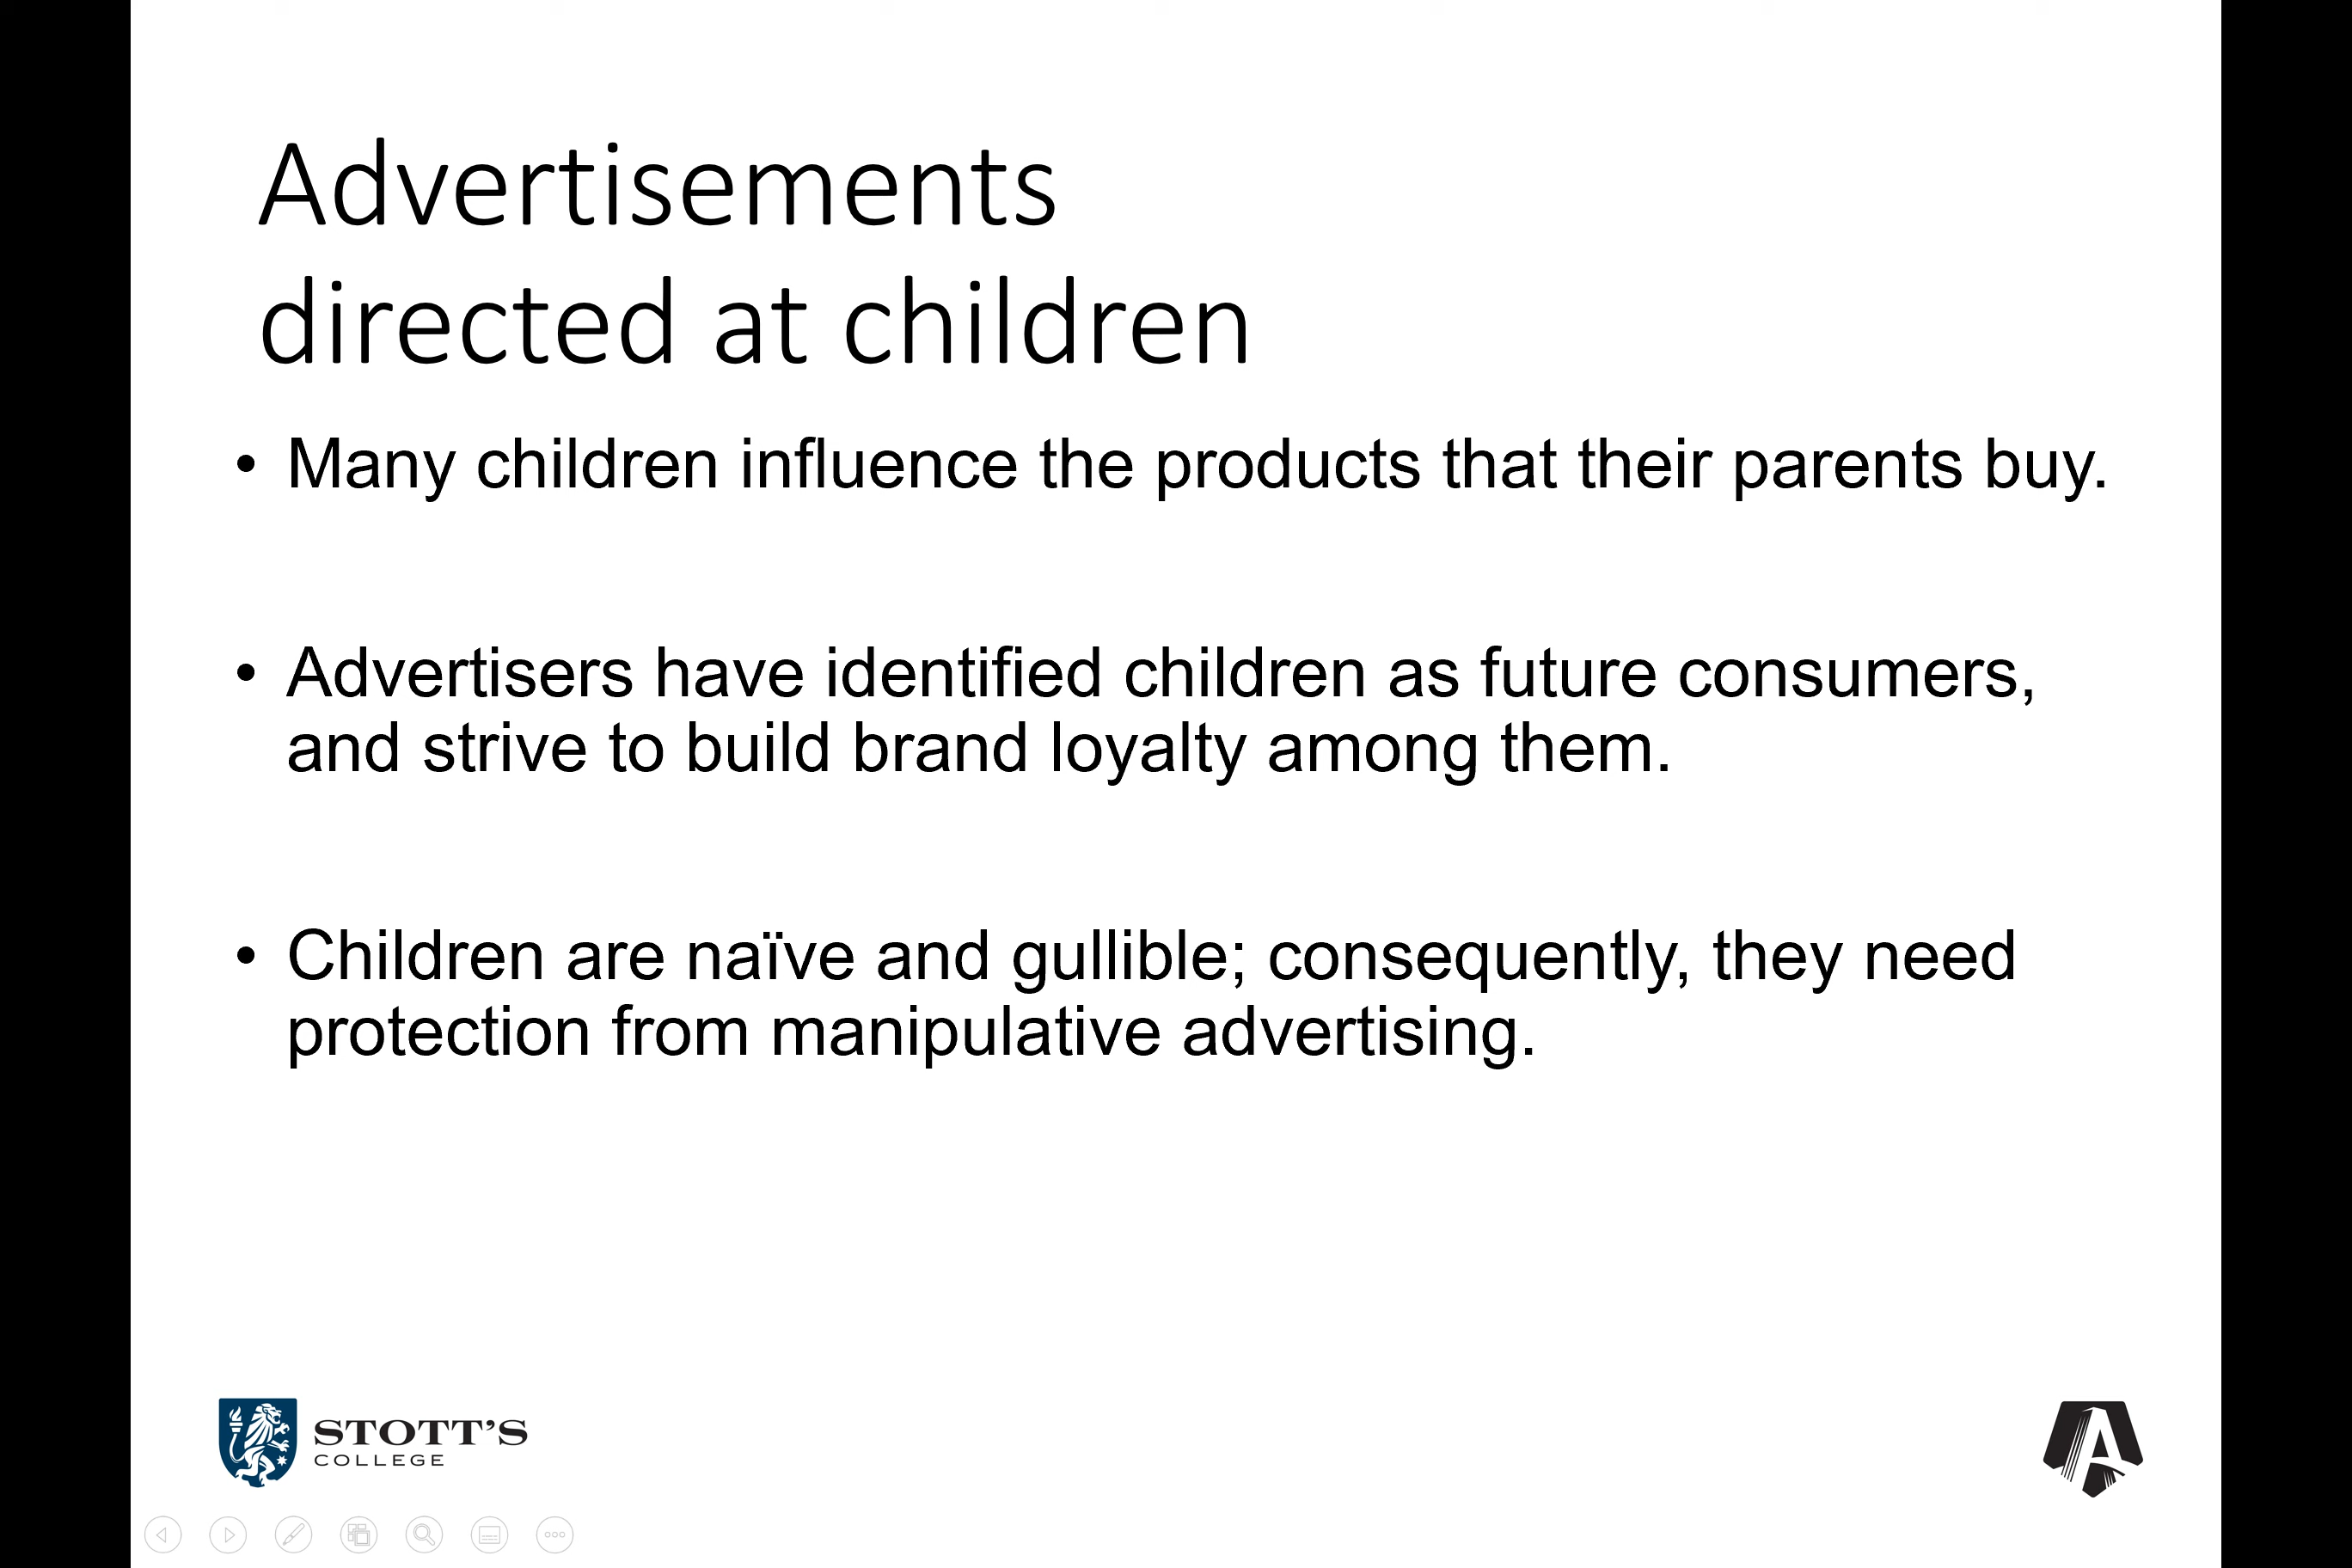 Advertisements
directed at children
• Many children influence the products that their parents buy.
• Advertisers have identified children as future consumers,
and strive to build brand loyalty among them.
• Children are naïve and gullible; consequently, they need
protection from manipulative advertising.
STOTT'S
COLLEGE
A